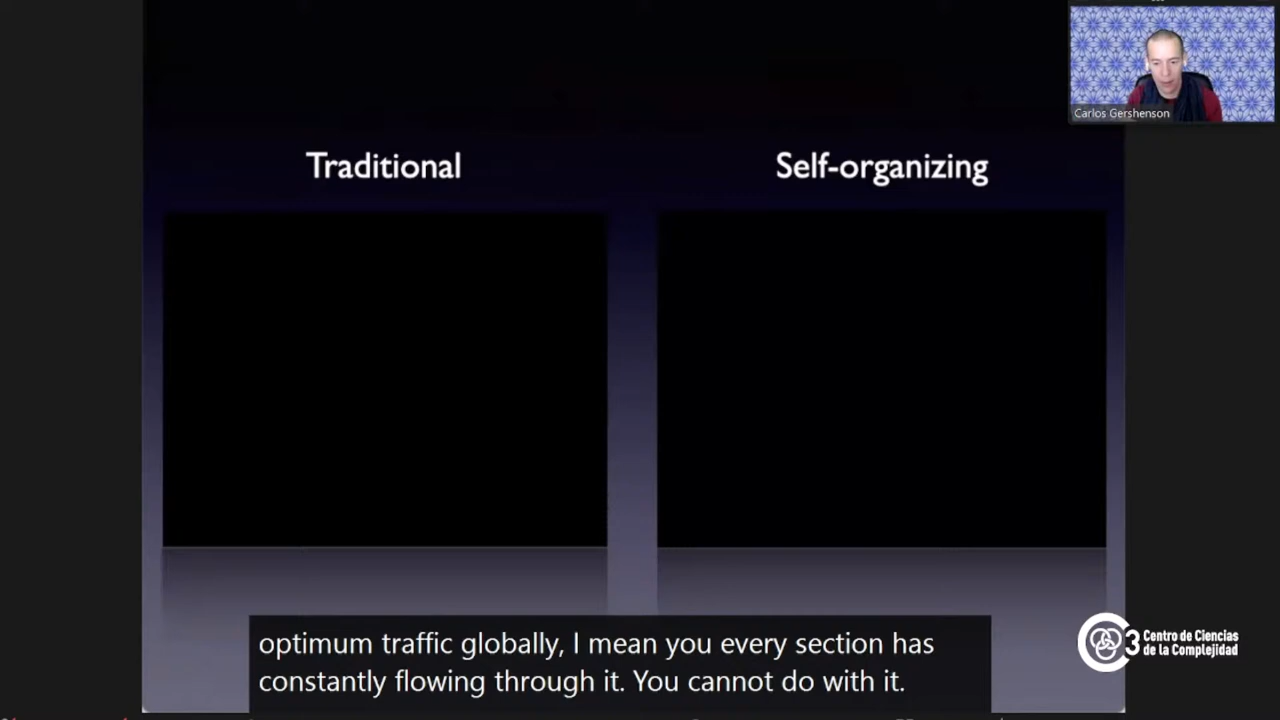 Carlos Gershenson
Traditional
Self-organizing
optimum traffic globally, I mean you every section has
constantly flowing through it. You cannot do with it.
3 Centro de Ciencias
de la Complejidad